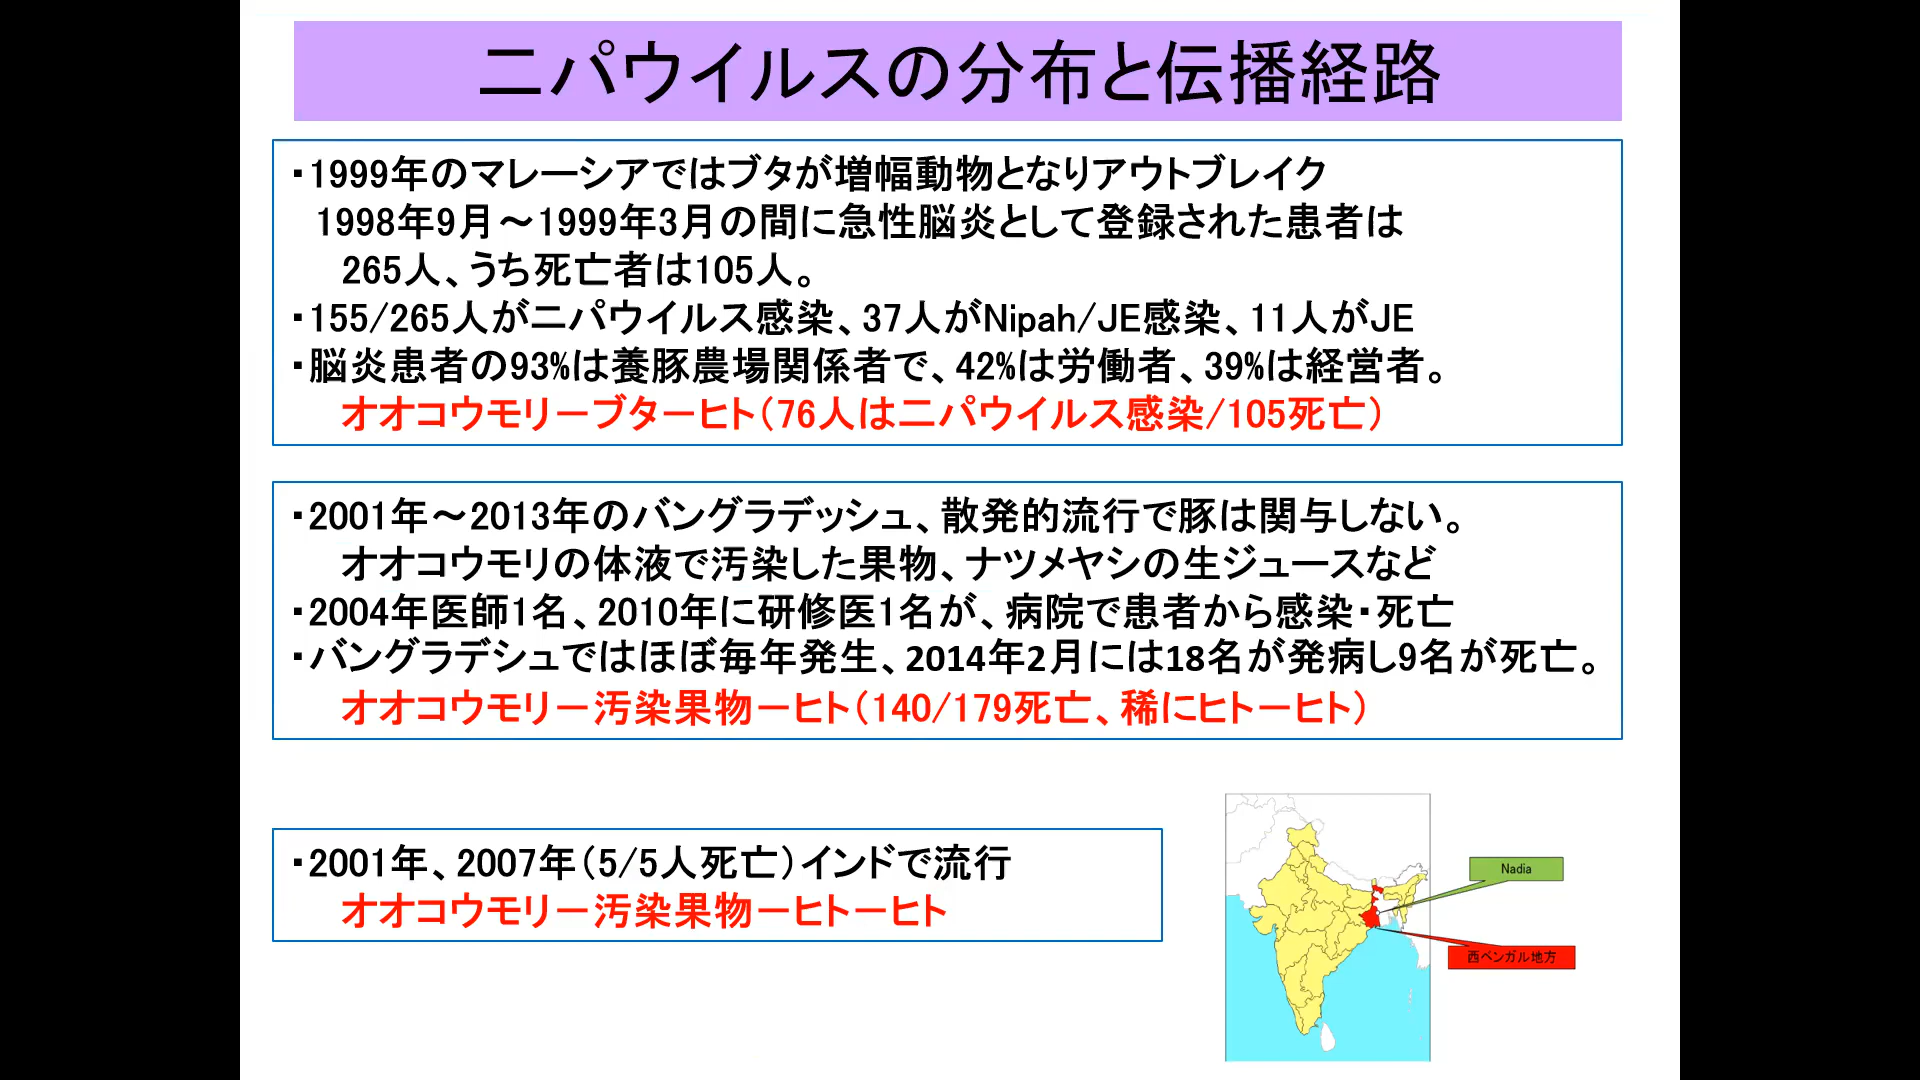 ニパウイルスの分布と伝播経路
・1999年のマレーシアではブタが増幅動物となりアウトブレイク
1998年9月～1999年3月の間に急性脳炎として登録された患者は
265人、うち死亡者は105人。
・155/265人がニパウイルス感染、37人がNipah/JE感染、11人がJE
・脳炎患者の93%は養豚農場関係者で、42%は労働者、39%は経営者。
オオコウモリーブターヒト（76人はニパウイルス感染/105死亡）
・2001年～2013年のバングラデッシュ、散発的流行で豚は関与しない。
オオコウモリの体液で汚染した果物、ナツメヤシの生ジュースなど
・2004年医師1名、2010年に研修医1名が、病院で患者から感染・死亡
・バングラデシュではほぼ毎年発生、2014年2月には18名が発病し9名が死亡。
オオコウモリー汚染果物ーヒト（140/179死亡、稀にヒトーヒト）
・2001年、2007年（5/5人死亡）インドで流行
オオコウモリー汚染果物ーヒトーヒト
Nadia
西ベンガル地方